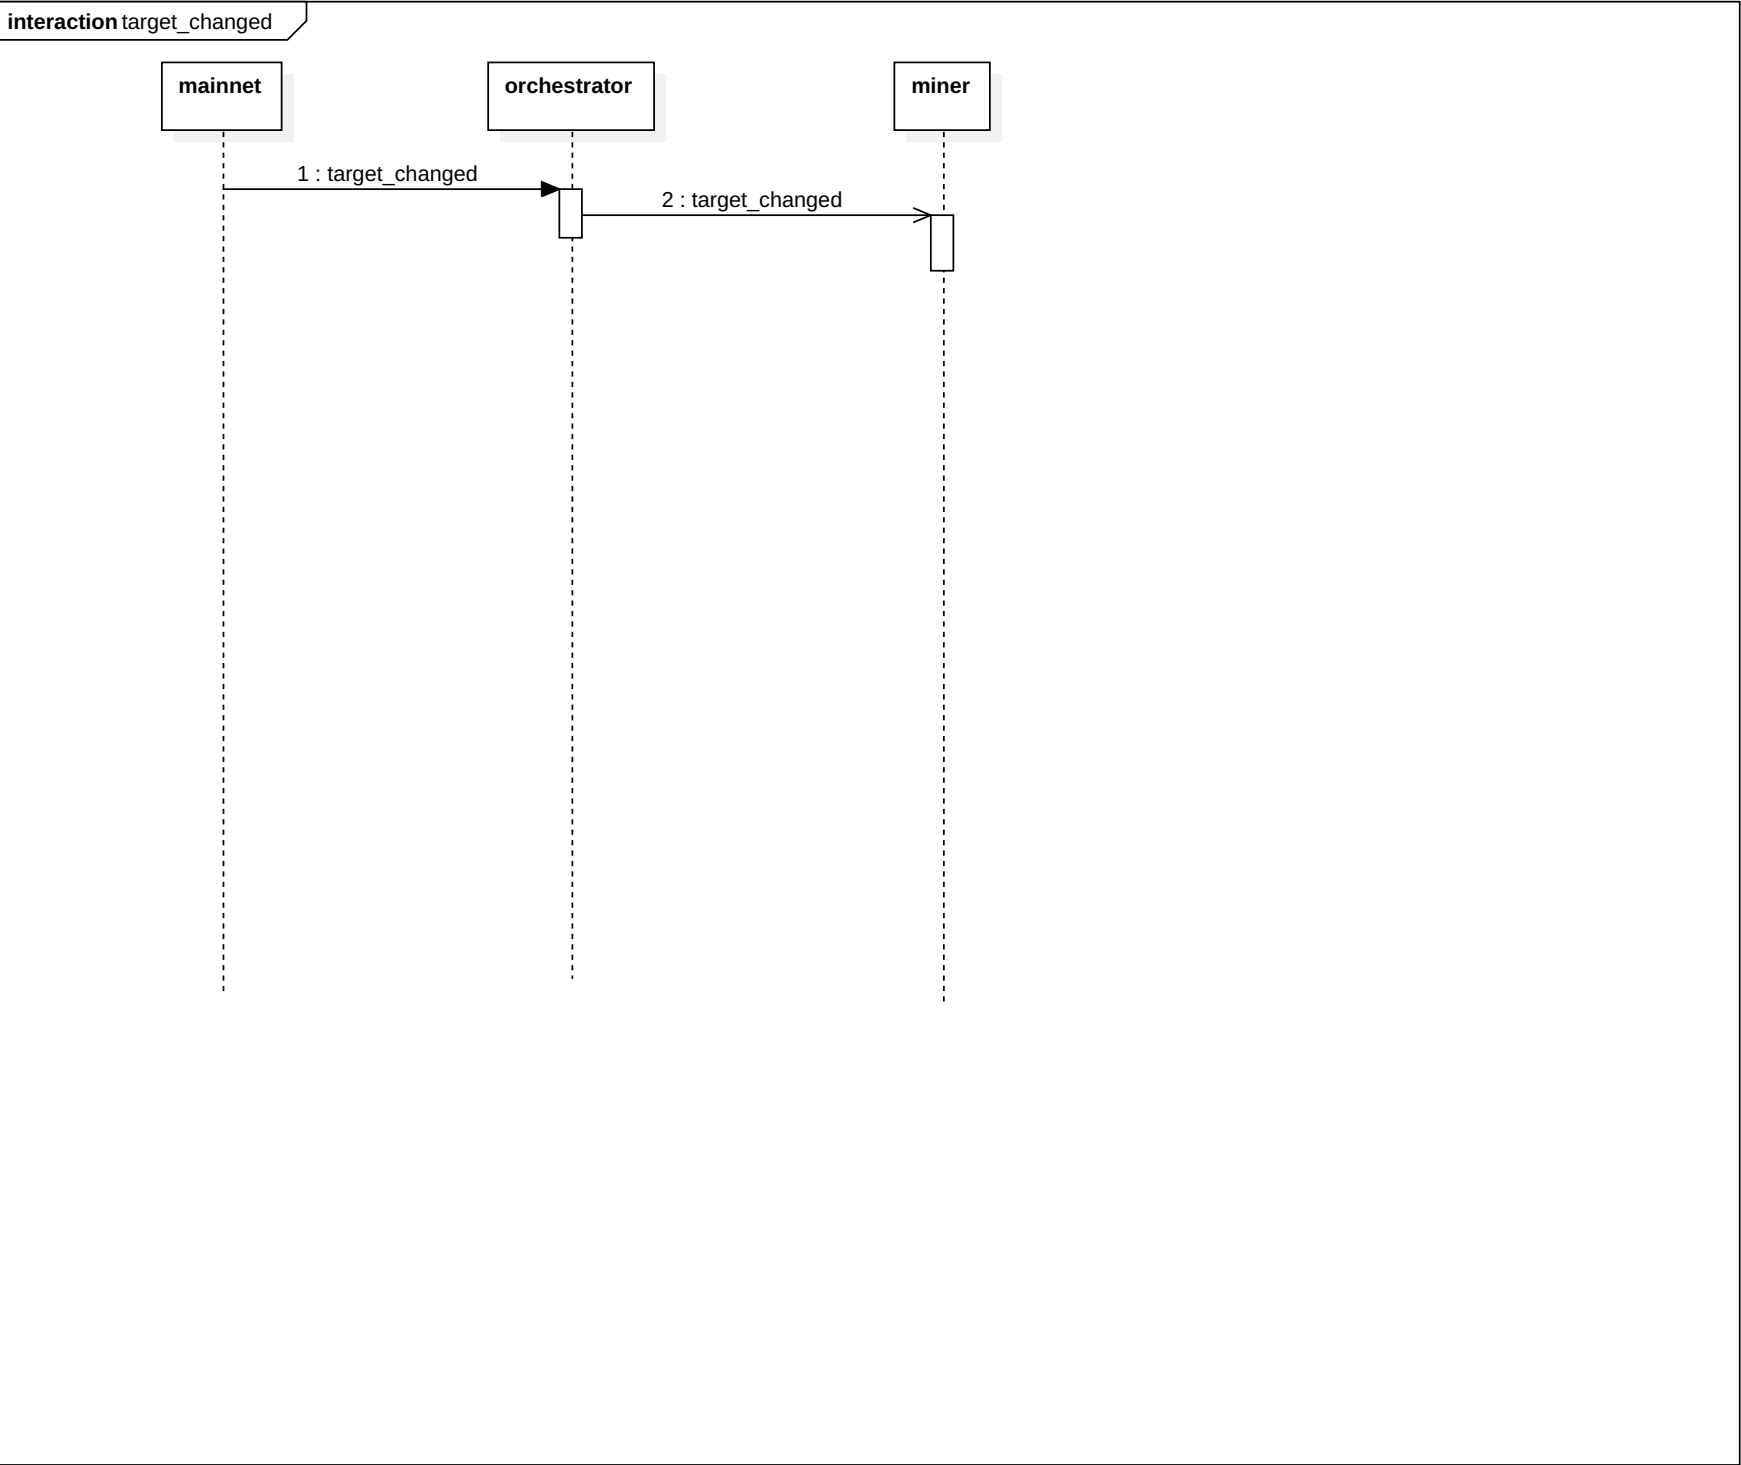 interaction target_changed
mainnet
orchestrator
miner
1 : target_changed
2 : target_changed